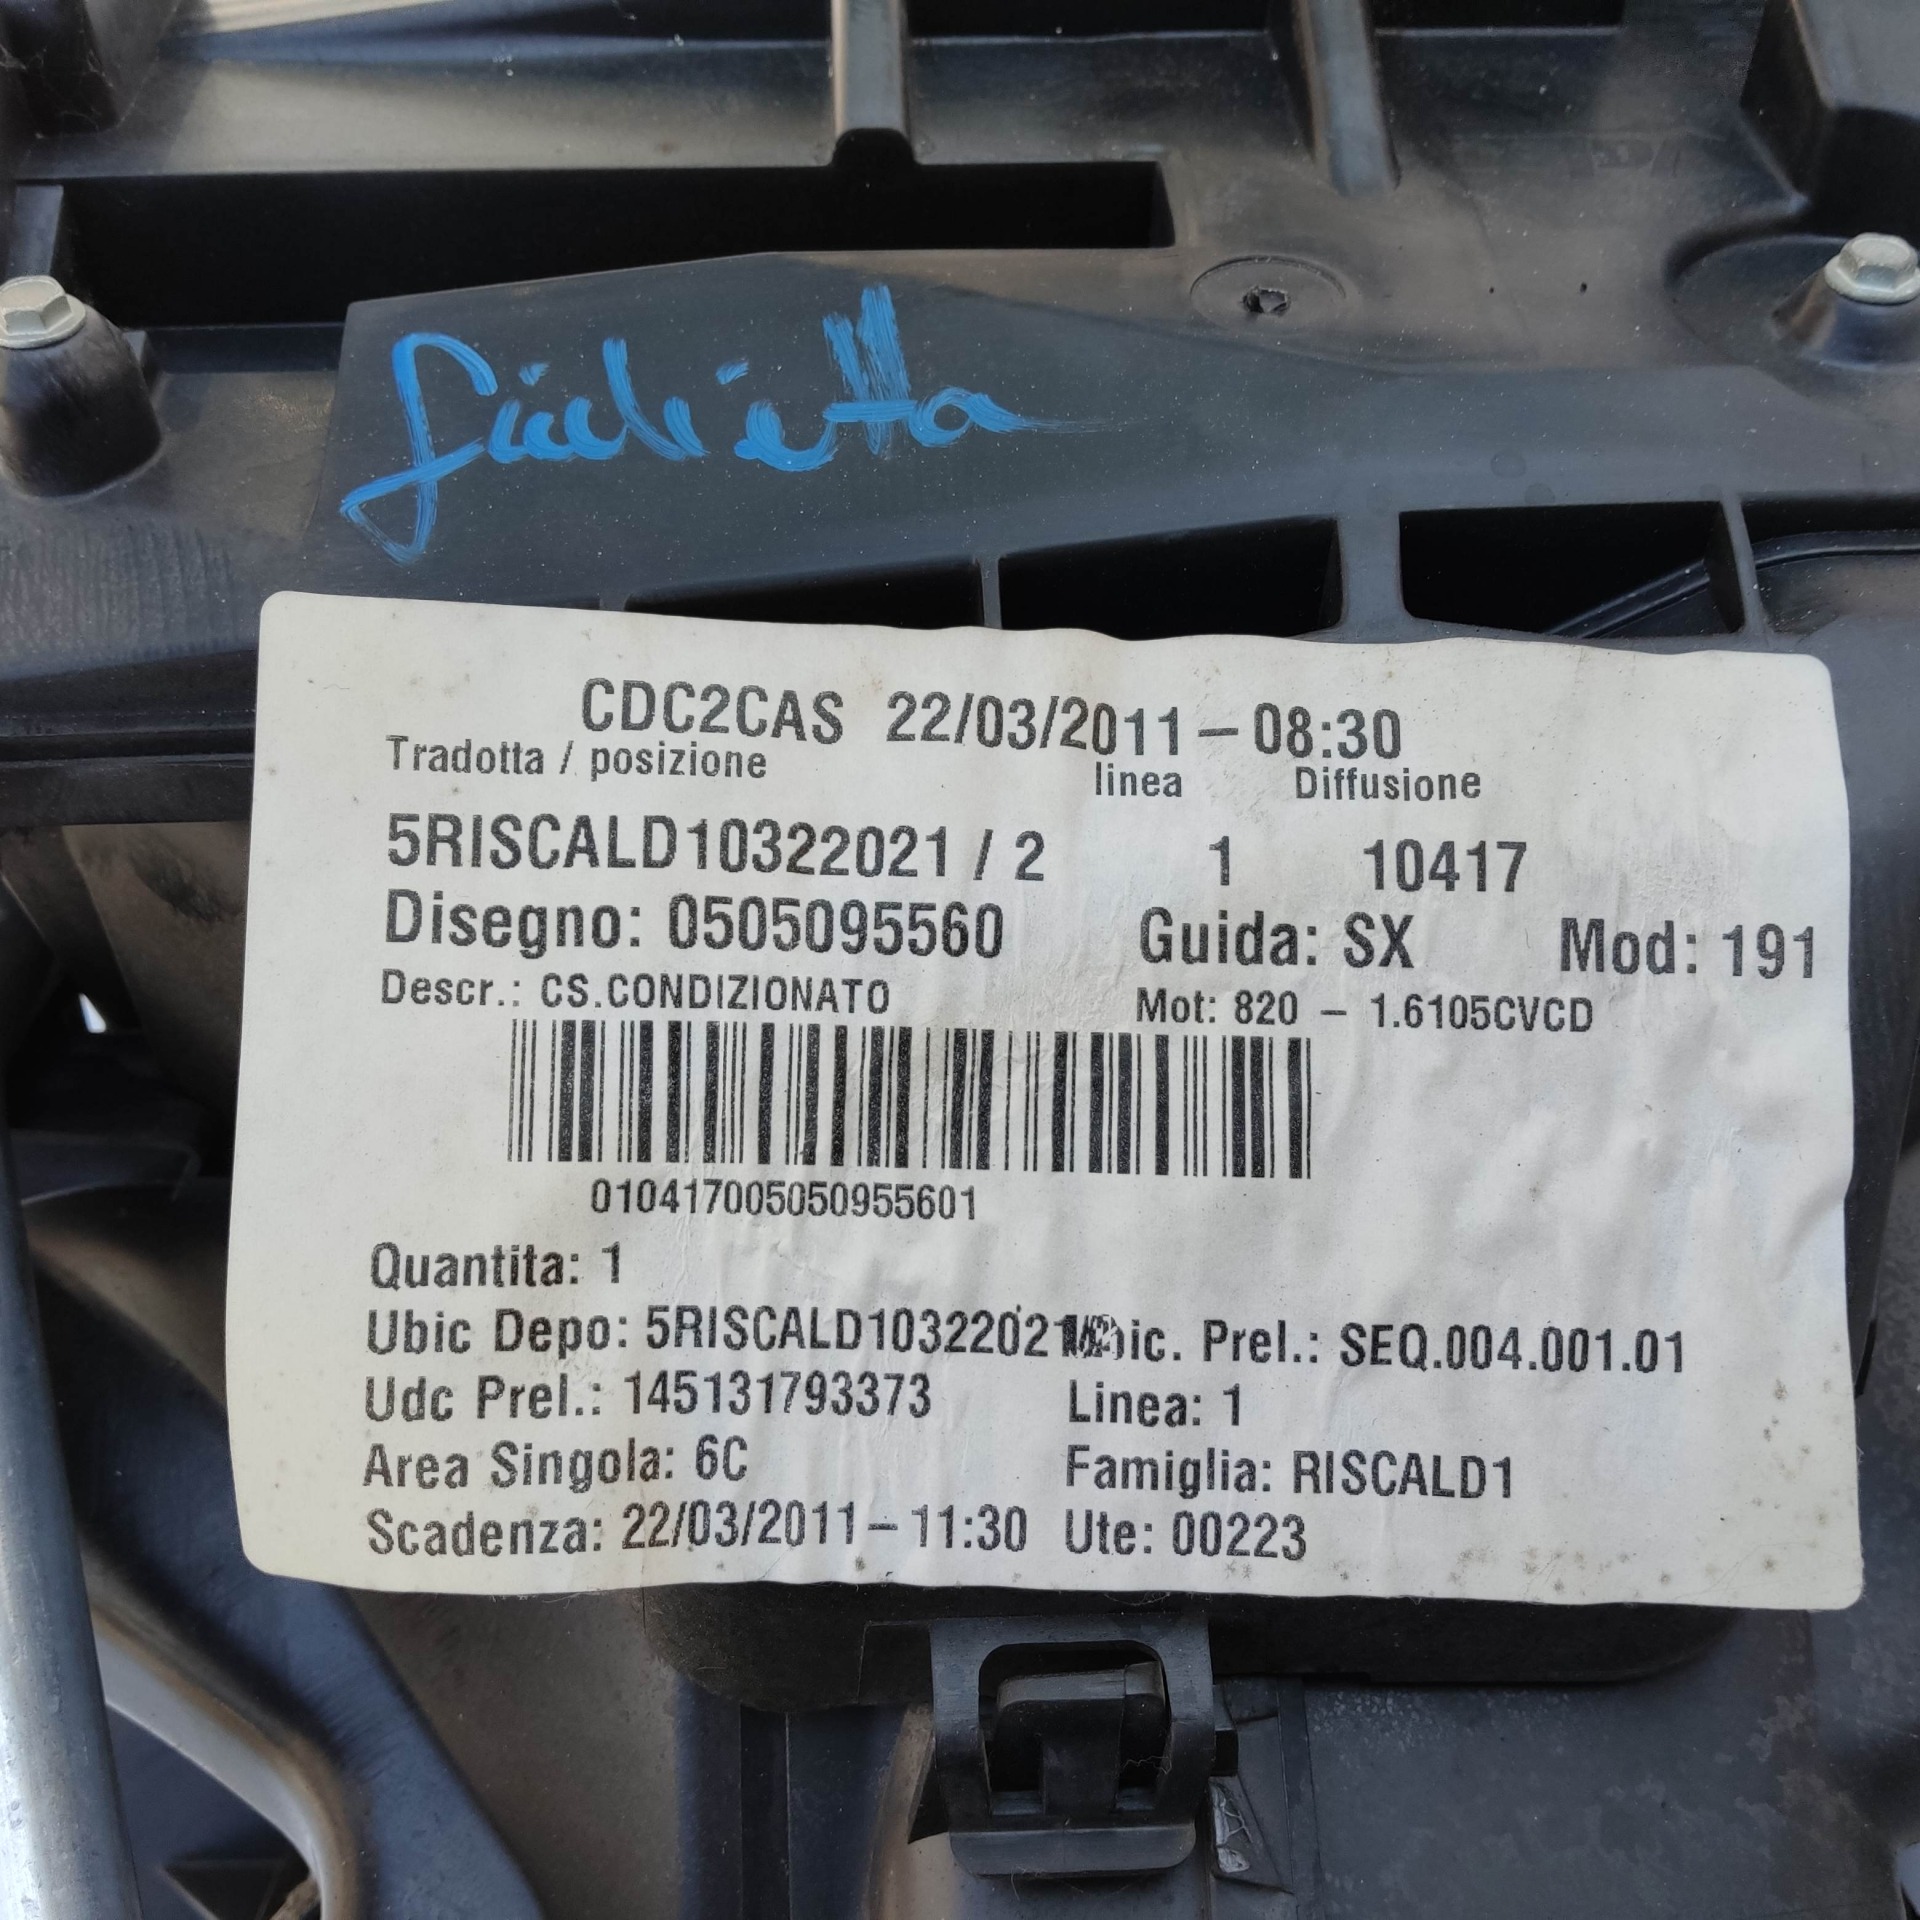 Giulietta
CDC2CAS 22/03/2011 - 08:30
Tradotta / posizione linea Diffusione
5RISCALD10322021 / 2 1 10417
Disegno: 0505095560 Guida: SX Mod: 191
Descr.: CS.CONDIZIONATO Mot: 820 - 1.6105CVCD
010417005050955601
Quantita: 1
Ubic Depo: 5RISCALD10322021 Prel.: SEQ.004.001.01
Udc Prel.: 145131793373 Linea: 1
Area Singola: 6C Famiglia: RISCALD1
Scadenza: 22/03/2011 - 11:30 Ute: 00223